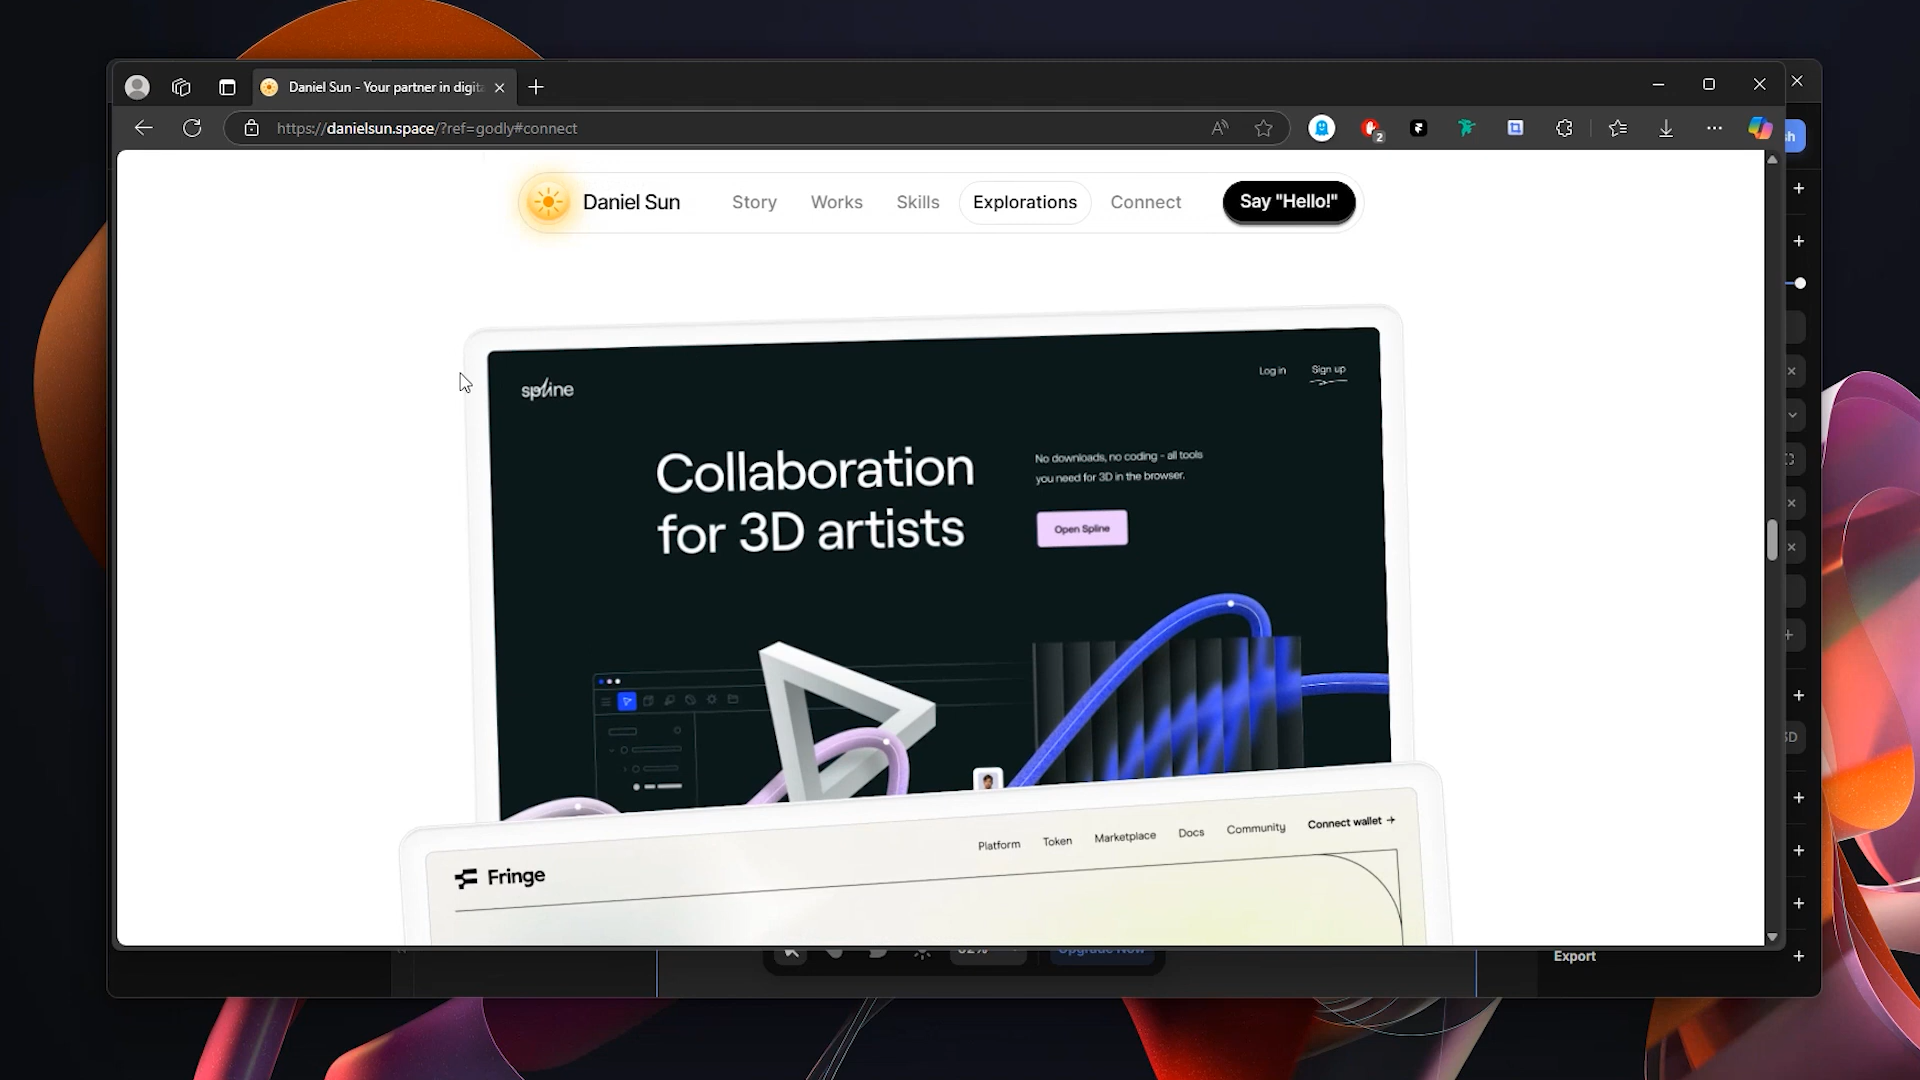 Daniel Sun - Your partner in digita
https://danielsun.space/?ref=godly#connect
2
Daniel Sun
Story
Works
Skills
Explorations
Connect
Say "Hello!"
spline
Log in
Sign up
Collaboration
for 3D artists
No downloads, no coding - all tools
you need for 3D in the browser.
Open Spline
Fringe
Platform
Token
Marketplace
Docs
Community
Connect wallet →
Export